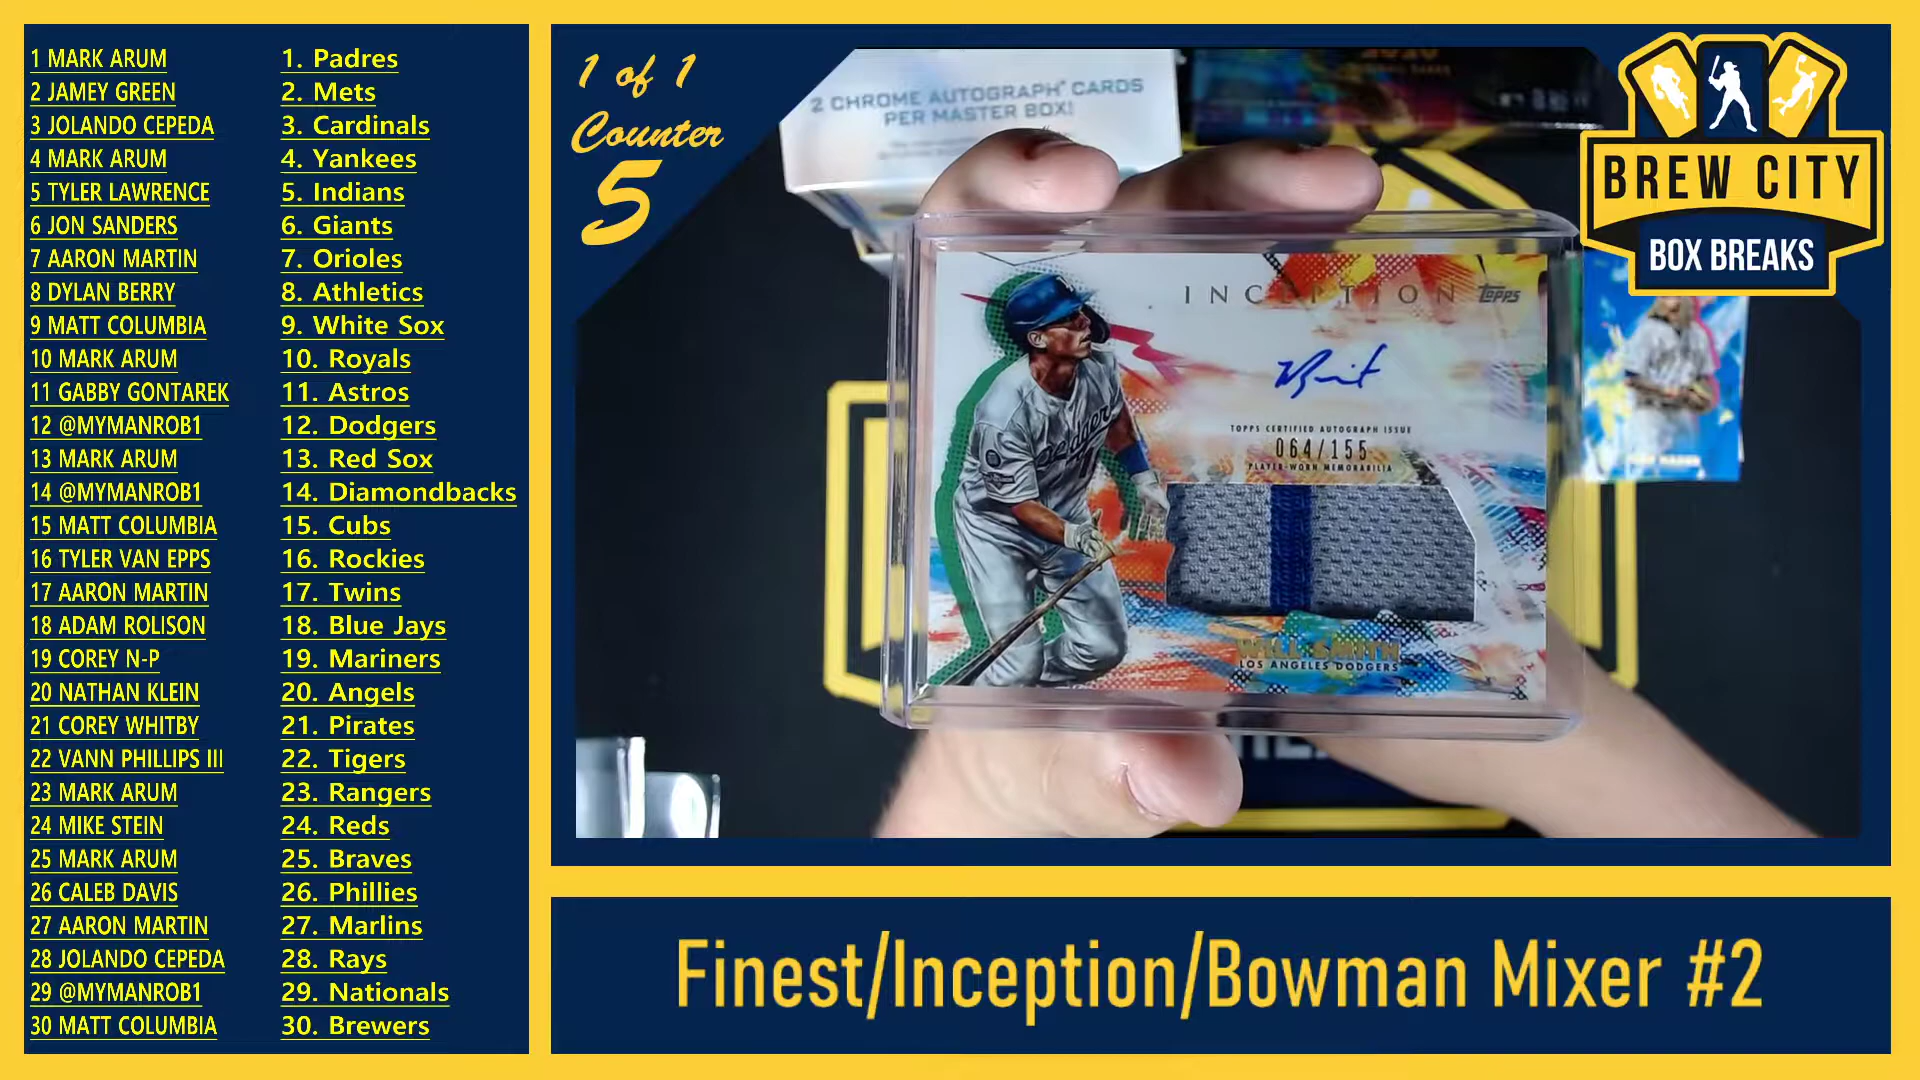 1 MARK ARUM
2 JAMEY GREEN
3 JOLANDO CEPEDA
4 MARK ARUM
5 TYLER LAWRENCE
6 JON SANDERS
7 AARON MARTIN
8 DYLAN BERRY
9 MATT COLUMBIA
10 MARK ARUM
11 GABBY GONTAREK
12 @MYMANROB1
13 MARK ARUM
14 @MYMANROB1
15 MATT COLUMBIA
16 TYLER VAN EPPS
17 AARON MARTIN
18 ADAM ROLISON
19 COREY N-P
20 NATHAN KLEIN
21 COREY WHITBY
22 VANN PHILLIPS III
23 MARK ARUM
24 MIKE STEIN
25 MARK ARUM
26 CALEB DAVIS
27 AARON MARTIN
28 JOLANDO CEPEDA
29 @MYMANROB1
30 MATT COLUMBIA
1. Padres
2. Mets
3. Cardinals
4. Yankees
5. Indians
6. Giants
7. Orioles
8. Athletics
9. White Sox
10. Royals
11. Astros
12. Dodgers
13. Red Sox
14. Diamondbacks
15. Cubs
16. Rockies
17. Twins
18. Blue Jays
19. Mariners
20. Angels
21. Pirates
22. Tigers
23. Rangers
24. Reds
25. Braves
26. Phillies
27. Marlins
28. Rays
29. Nationals
30. Brewers
1 of 1
Counter
5
2 CHROME AUTOGRAPH CARDS
PER MASTER BOX!
BREW CITY
BOX BREAKS
INCEPTION topps
TOPPS CERTIFIED AUTOGRAPH ISSUE
064/155
PLAYER-WORN MEMORABILIA
Dodgers
WILL SMITH
LOS ANGELES DODGERS
Finest/Inception/Bowman Mixer #2